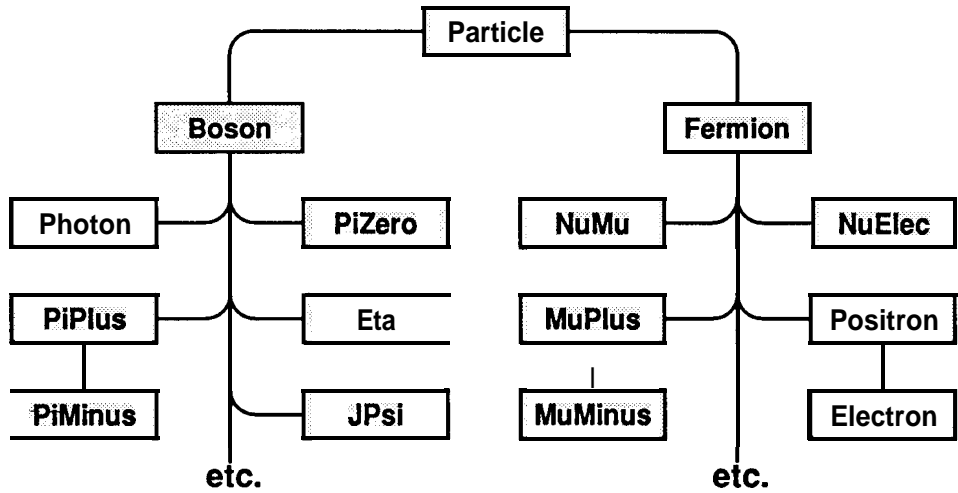 Particle
Boson
Fermion
Photon
PiZero
NuMu
NuElec
PiPlus
Eta
MuPlus
Positron
PiMinus
JPsi
MuMinus
Electron
etc.
etc.